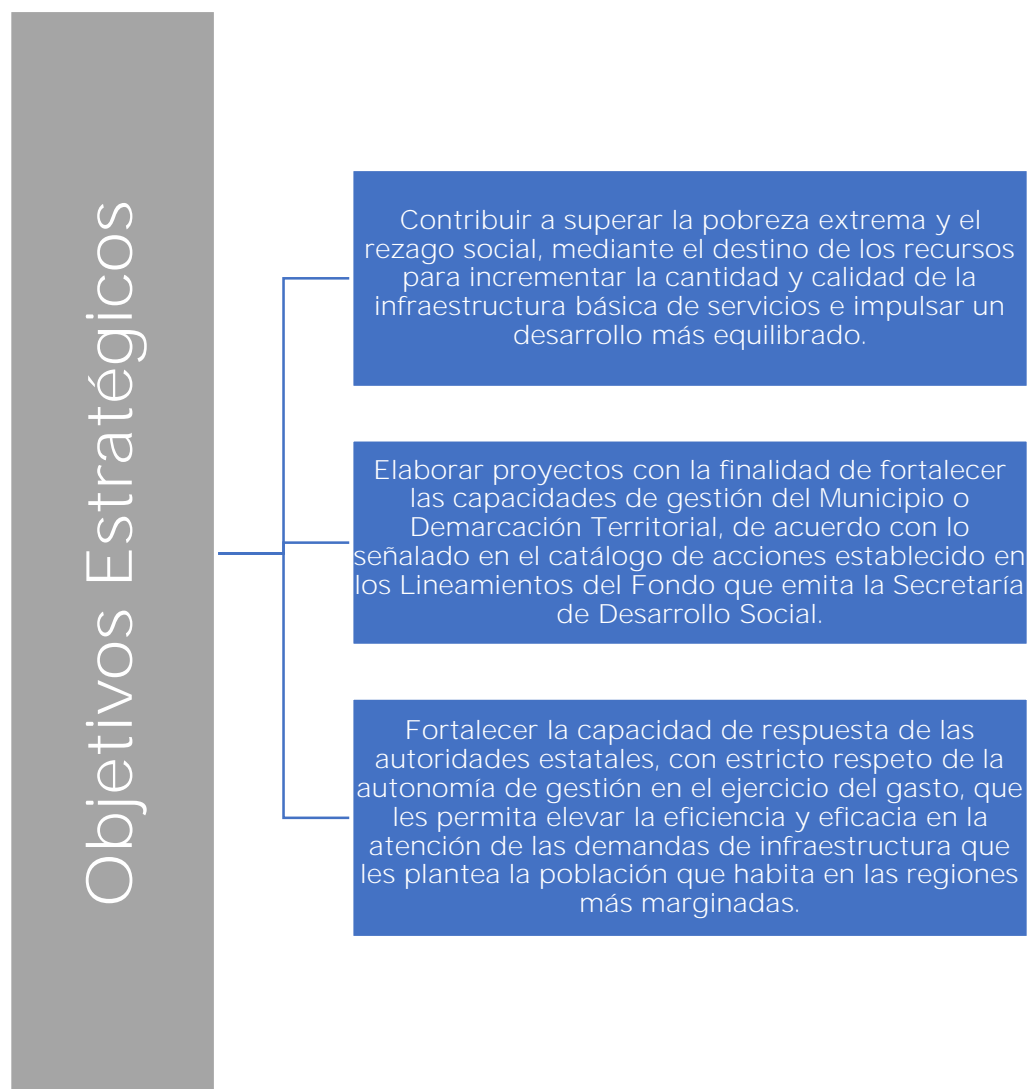 Objetivos Estratégicos
Contribuir a superar la pobreza extrema y el
rezago social, mediante el destino de los recursos
para incrementar la cantidad y calidad de la
infraestructura básica de servicios e impulsar un
desarrollo más equilibrado.
Elaborar proyectos con la finalidad de fortalecer
las capacidades de gestión del Municipio o
Demarcación Territorial, de acuerdo con lo
señalado en el catálogo de acciones establecido en
los Lineamientos del Fondo que emita la Secretaría
de Desarrollo Social.
Fortalecer la capacidad de respuesta de las
autoridades estatales, con estricto respeto de la
autonomía de gestión en el ejercicio del gasto, que
les permita elevar la eficiencia y eficacia en la
atención de las demandas de infraestructura que
les plantea la población que habita en las regiones
más marginadas.